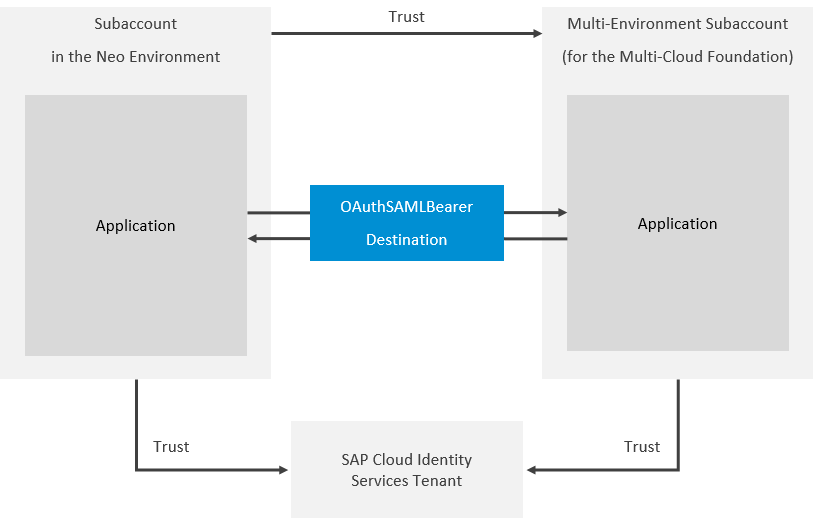 Subaccount
in the Neo Environment
Trust
Multi-Environment Subaccount
(for the Multi-Cloud Foundation)
Application
OAuthSAMLBearer
Destination
Application
Trust
SAP Cloud Identity
Services Tenant
Trust